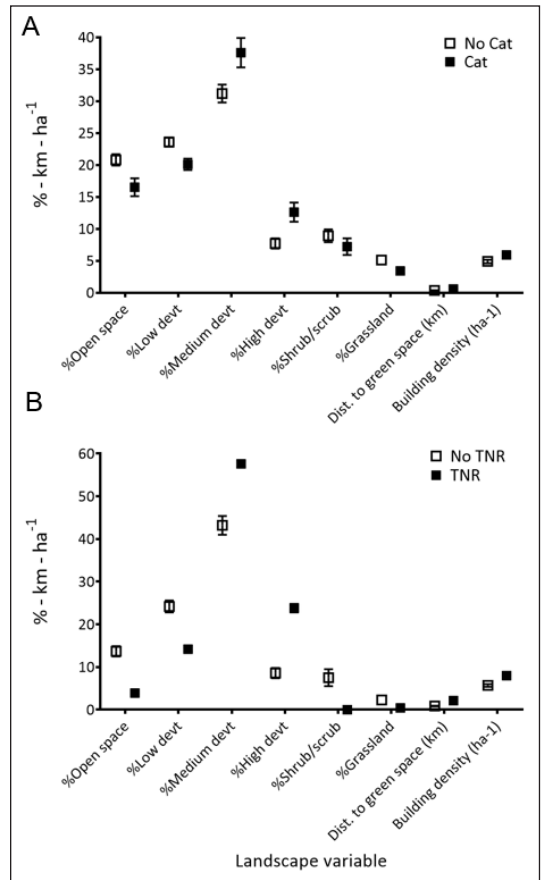 A
No Cat
Cat
% - km - ha-1
40
35
30
25
20
15
10
5
0
%Open space
%Low devt
%Medium devt
%High devt
%Shrub/scrub
%Grassland
Dist. to green space (km)
Building density (ha-1)
B
No TNR
TNR
% - km - ha-1
60
50
40
30
20
10
0
%Open space
%Low devt
%Medium devt
%High devt
%Shrub/scrub
%Grassland
Dist. to green space (km)
Building density (ha-1)
Landscape variable